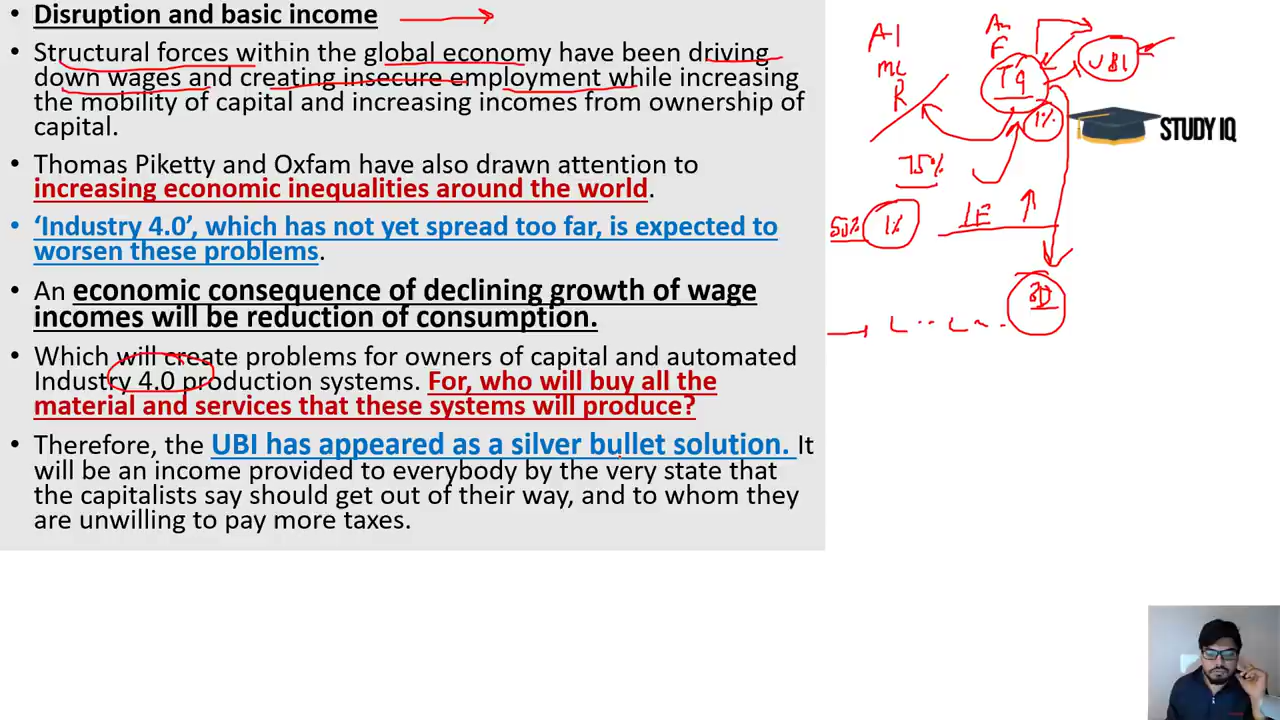 • Disruption and basic income
• Structural forces within the global economy have been driving
down wages and creating insecure employment while increasing
the mobility of capital and increasing incomes from ownership of
capital.
• Thomas Piketty and Oxfam have also drawn attention to
increasing economic inequalities around the world.
• ‘Industry 4.0’, which has not yet spread too far, is expected to
worsen these problems.
• An economic consequence of declining growth of wage
incomes will be reduction of consumption.
• Which will create problems for owners of capital and automated
Industry 4.0 production systems. For, who will buy all the
material and services that these systems will produce?
• Therefore, the UBI has appeared as a silver bullet solution. It
will be an income provided to everybody by the very state that
the capitalists say should get out of their way, and to whom they
are unwilling to pay more taxes.
AI
ML
R
F
UBI
1%
STUDY IQ
75%
50% 1%
IE